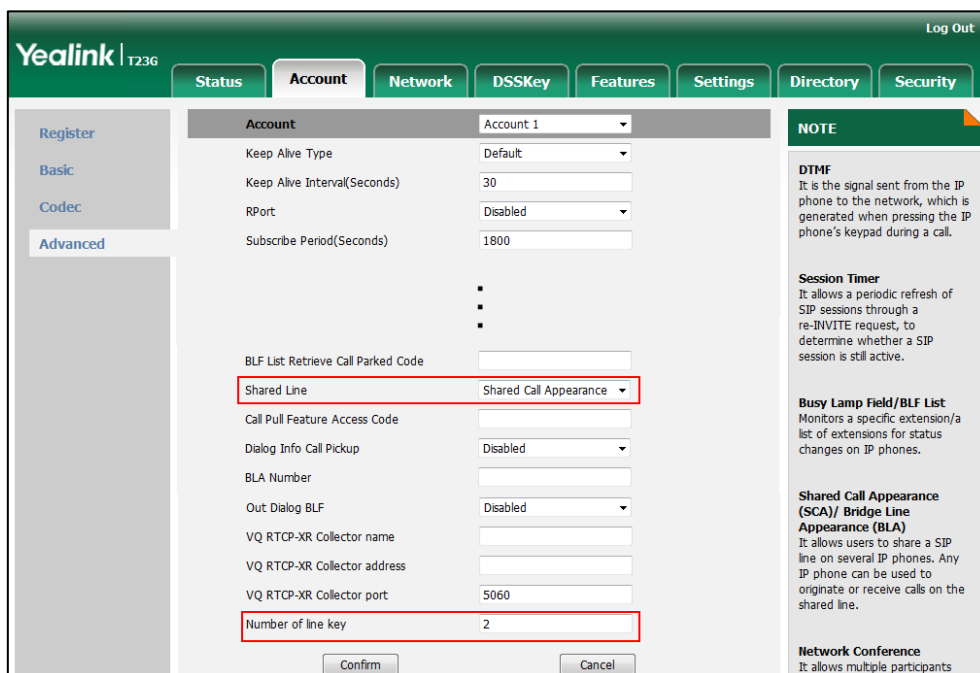 Log Out
Yealink T23G
Status Account Network DSSKey Features Settings Directory Security
Register
Basic
Codec
Advanced
Account Account 1
Keep Alive Type Default
Keep Alive Interval(Seconds) 30
RPort Disabled
Subscribe Period(Seconds) 1800
BLF List Retrieve Call Parked Code
Shared Line Shared Call Appearance
Call Pull Feature Access Code
Dialog Info Call Pickup Disabled
BLA Number
Out Dialog BLF Disabled
VQ RTCP-XR Collector name
VQ RTCP-XR Collector address
VQ RTCP-XR Collector port 5060
Number of line key 2
Confirm Cancel
NOTE
DTMF
It is the signal sent from the IP
phone to the network, which is
generated when pressing the IP
phone's keypad during a call.
Session Timer
It allows a periodic refresh of
SIP sessions through a
re-INVITE request, to
determine whether a SIP
session is still active.
Busy Lamp Field/BLF List
Monitors a specific extension/a
list of extensions for status
changes on IP phones.
Shared Call Appearance
(SCA)/ Bridge Line
Appearance (BLA)
It allows users to share a SIP
line on several IP phones. Any
IP phone can be used to
originate or receive calls on the
shared line.
Network Conference
It allows multiple participants